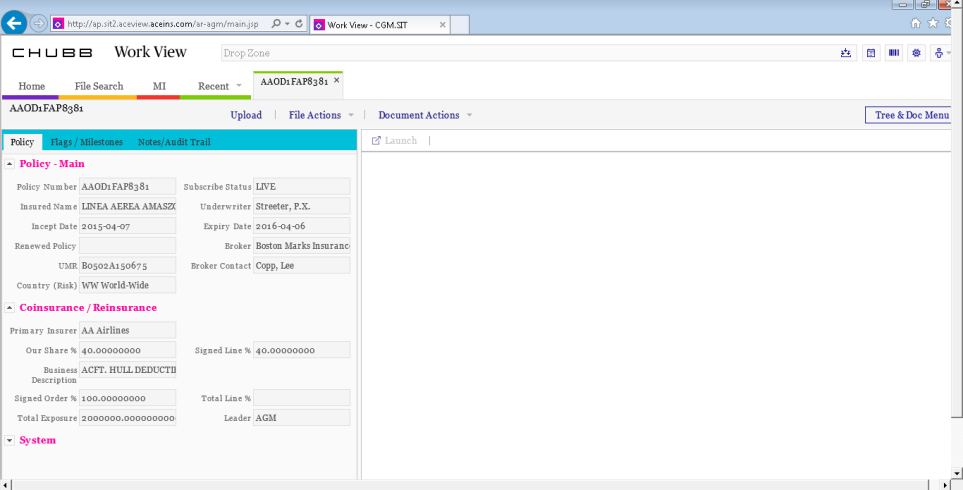 http://ap.sit2.aceview.aceins.com/ar-agm/main.jsp
Work View - CGM.SIT
CHUBB Work View Drop Zone
Home File Search MI Recent AAOD1FAP8381
AAOD1FAP8381
Upload File Actions Document Actions Tree & Doc Menu
Policy Flags / Milestones Notes/Audit Trail
Launch
Policy - Main
Policy Number AAOD1FAP8381 Subscribe Status LIVE
Insured Name LINEA AEREA AMASZO Underwriter Streeter, P.X.
Incept Date 2015-04-07 Expiry Date 2016-04-06
Renewed Policy Broker Boston Marks Insurance
UMR B0502A150675 Broker Contact Copp, Lee
Country (Risk) WW World-Wide
Coinsurance / Reinsurance
Primary Insurer AA Airlines
Our Share % 40.00000000 Signed Line % 40.00000000
Business Description ACFT. HULL DEDUCTII
Signed Order % 100.00000000 Total Line %
Total Exposure 2000000.000000000 Leader AGM
System